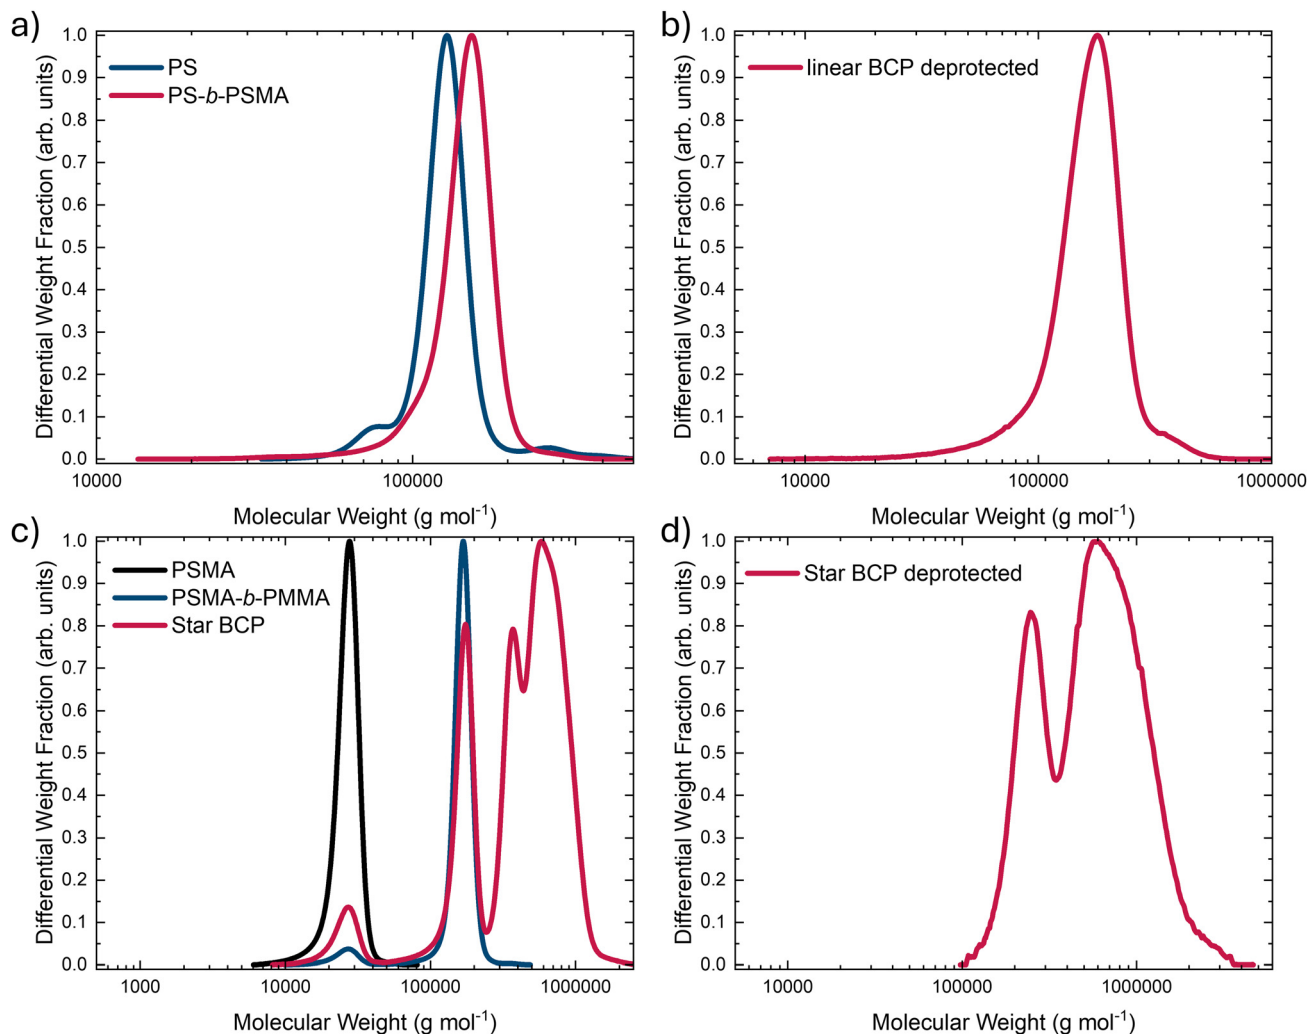 a)
Differential Weight Fraction (arb. units)
1.0
0.9
0.8
0.7
0.6
0.5
0.4
0.3
0.2
0.1
0.0
PS
PS-b-PSMA
10000
100000
Molecular Weight (g mol⁻¹)
b)
Differential Weight Fraction (arb. units)
1.0
0.9
0.8
0.7
0.6
0.5
0.4
0.3
0.2
0.1
0.0
linear BCP deprotected
10000
100000
1000000
Molecular Weight (g mol⁻¹)
c)
Differential Weight Fraction (arb. units)
1.0
0.9
0.8
0.7
0.6
0.5
0.4
0.3
0.2
0.1
0.0
PSMA
PSMA-b-PMMA
Star BCP
1000
10000
100000
1000000
Molecular Weight (g mol⁻¹)
d)
Differential Weight Fraction (arb. units)
1.0
0.9
0.8
0.7
0.6
0.5
0.4
0.3
0.2
0.1
0.0
Star BCP deprotected
10000
100000
1000000
Molecular Weight (g mol⁻¹)